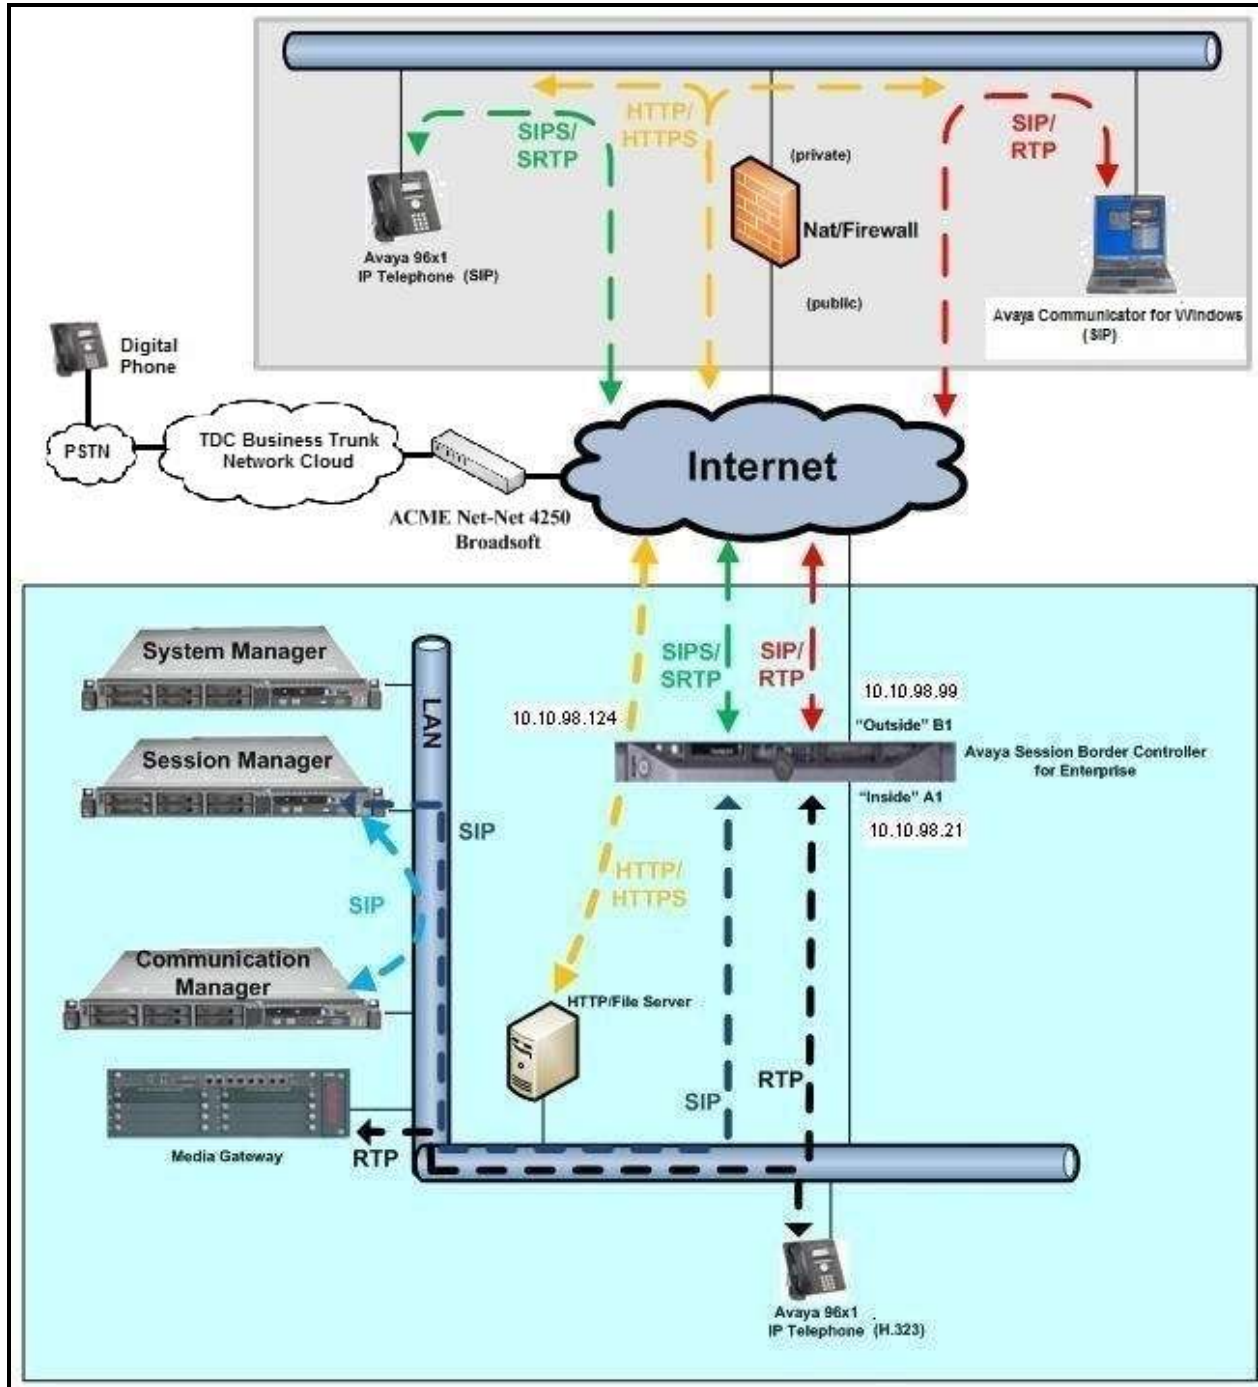 HTTP/
HTTPS
SIPS/
SRTP
SIP/
RTP
(private)
Nat/Firewall
(public)
Avaya 96x1
IP Telephone (SIP)
Avaya Communicator for Windows
(SIP)
Digital
Phone
PSTN
TDC Business Trunk
Network Cloud
ACME Net-Net 4250
Broadsoft
Internet
System Manager
Session Manager
LAN
SIPS/
SRTP
SIP/
RTP
10.10.98.99
10.10.98.124
"Outside" B1
Avaya Session Border Controller
for Enterprise
"Inside" A1
10.10.98.21
SIP
HTTP/
HTTPS
SIP
Communication
Manager
HTTP/File Server
RTP
SIP
Media Gateway
RTP
Avaya 96x1
IP Telephone (H.323)